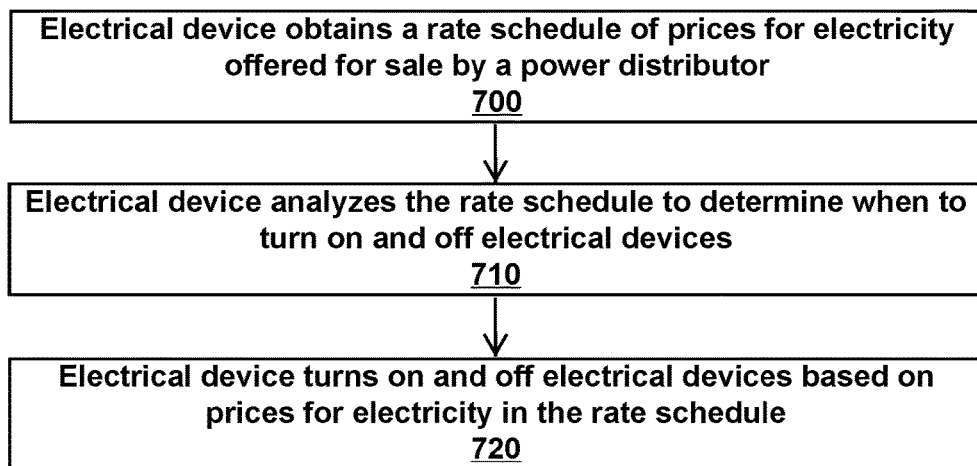 Electrical device obtains a rate schedule of prices for electricity
offered for sale by a power distributor
700
Electrical device analyzes the rate schedule to determine when to
turn on and off electrical devices
710
Electrical device turns on and off electrical devices based on
prices for electricity in the rate schedule
720